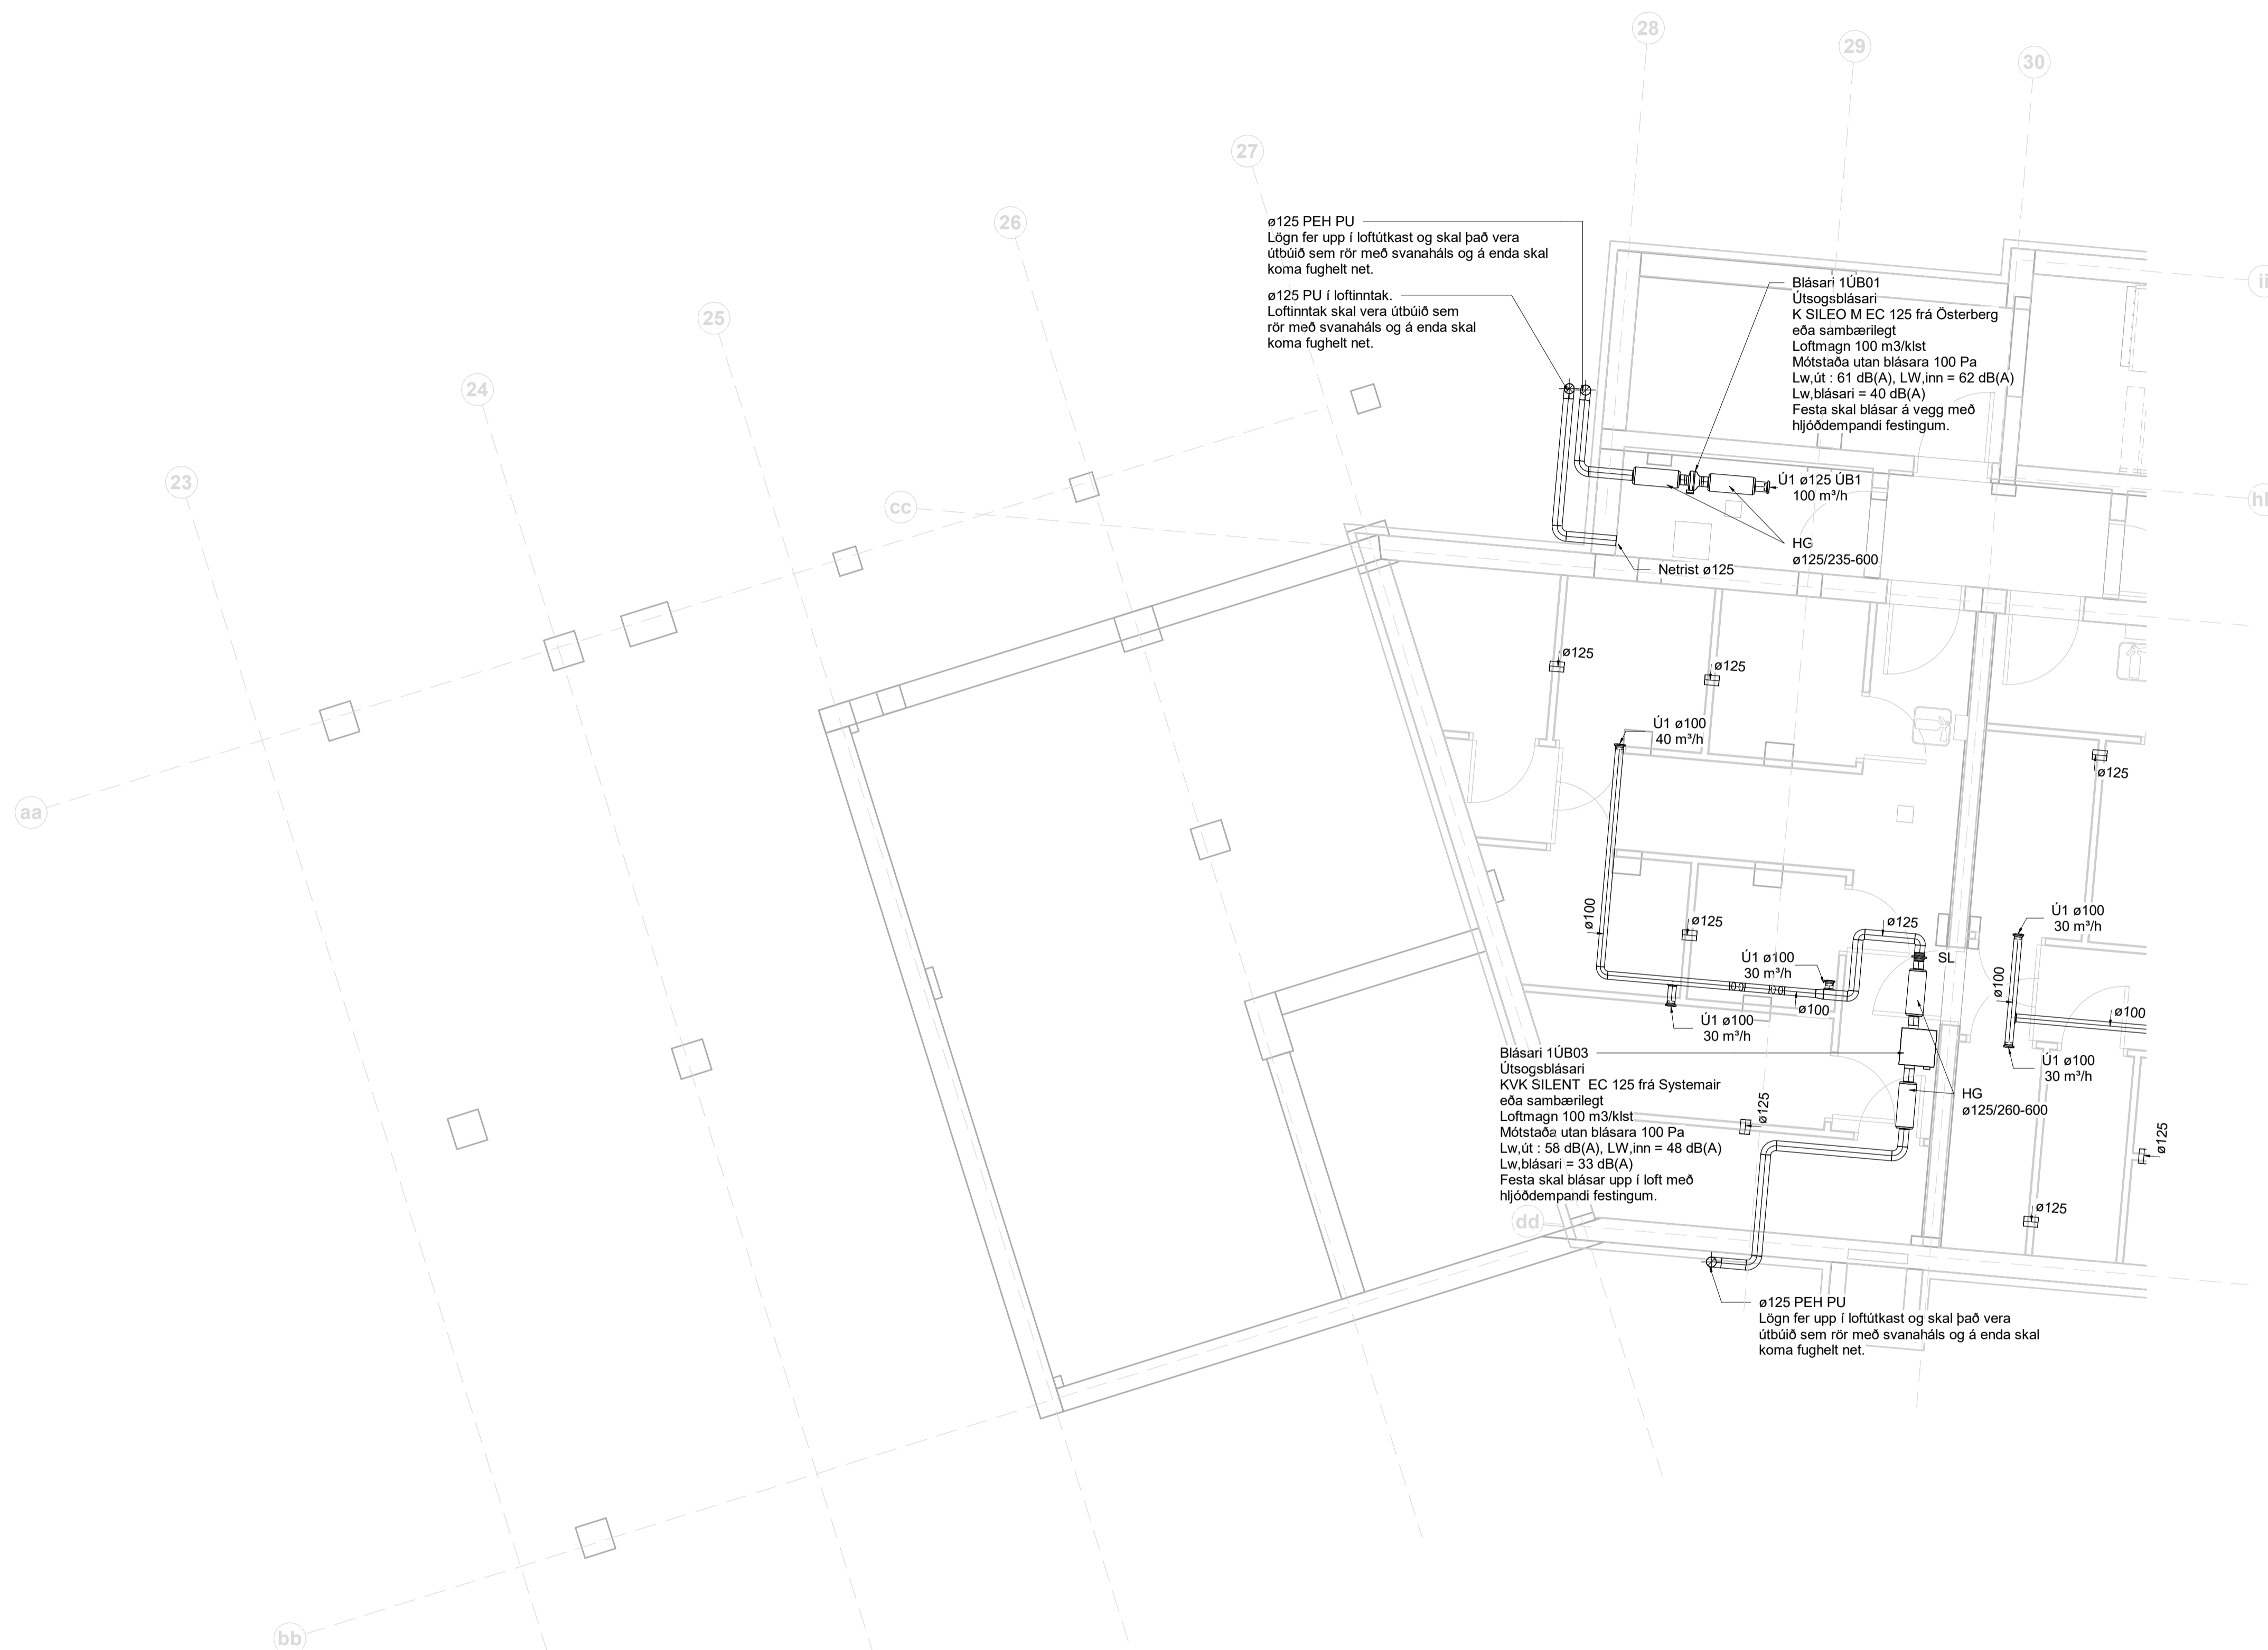 28
29
30
27
26
25
24
23
ii
cc
aa
bb
dd
ø125 PEH PU
Lögn fer upp í loftútkast og skal það vera
útbúið sem rör með svanaháls og á enda skal
koma fughelt net.
ø125 PU í loftinntak.
Loftinntak skal vera útbúið sem
rör með svanaháls og á enda skal
koma fughelt net.
Blásari 1ÚB01
Útsogsblásari
K SILEO M EC 125 frá Österberg
eða sambærilegt
Loftmagn 100 m3/klst
Mótstaða utan blásara 100 Pa
Lw,út : 61 dB(A), LW,inn = 62 dB(A)
Lw,blásari = 40 dB(A)
Festa skal blásar á vegg með
hljóðdempandi festingum.
Ú1 ø125 ÚB1
100 m³/h
HG
ø125/235-600
Netrist ø125
ø125
ø125
Ú1 ø100
40 m³/h
ø125
ø100
ø125
ø125
Ú1 ø100
30 m³/h
SL
Ú1 ø100
30 m³/h
ø100
ø100
ø100
Ú1 ø100
30 m³/h
Ú1 ø100
30 m³/h
Blásari 1ÚB03
Útsogsblásari
KVK SILENT EC 125 frá Systemair
eða sambærilegt
Loftmagn 100 m3/klst
Mótstaða utan blásara 100 Pa
Lw,út : 58 dB(A), LW,inn = 48 dB(A)
Lw,blásari = 33 dB(A)
Festa skal blásar upp í loft með
hljóðdempandi festingum.
HG
ø125/260-600
ø125
ø125
ø125
ø125 PEH PU
Lögn fer upp í loftútkast og skal það vera
útbúið sem rör með svanaháls og á enda skal
koma fughelt net.